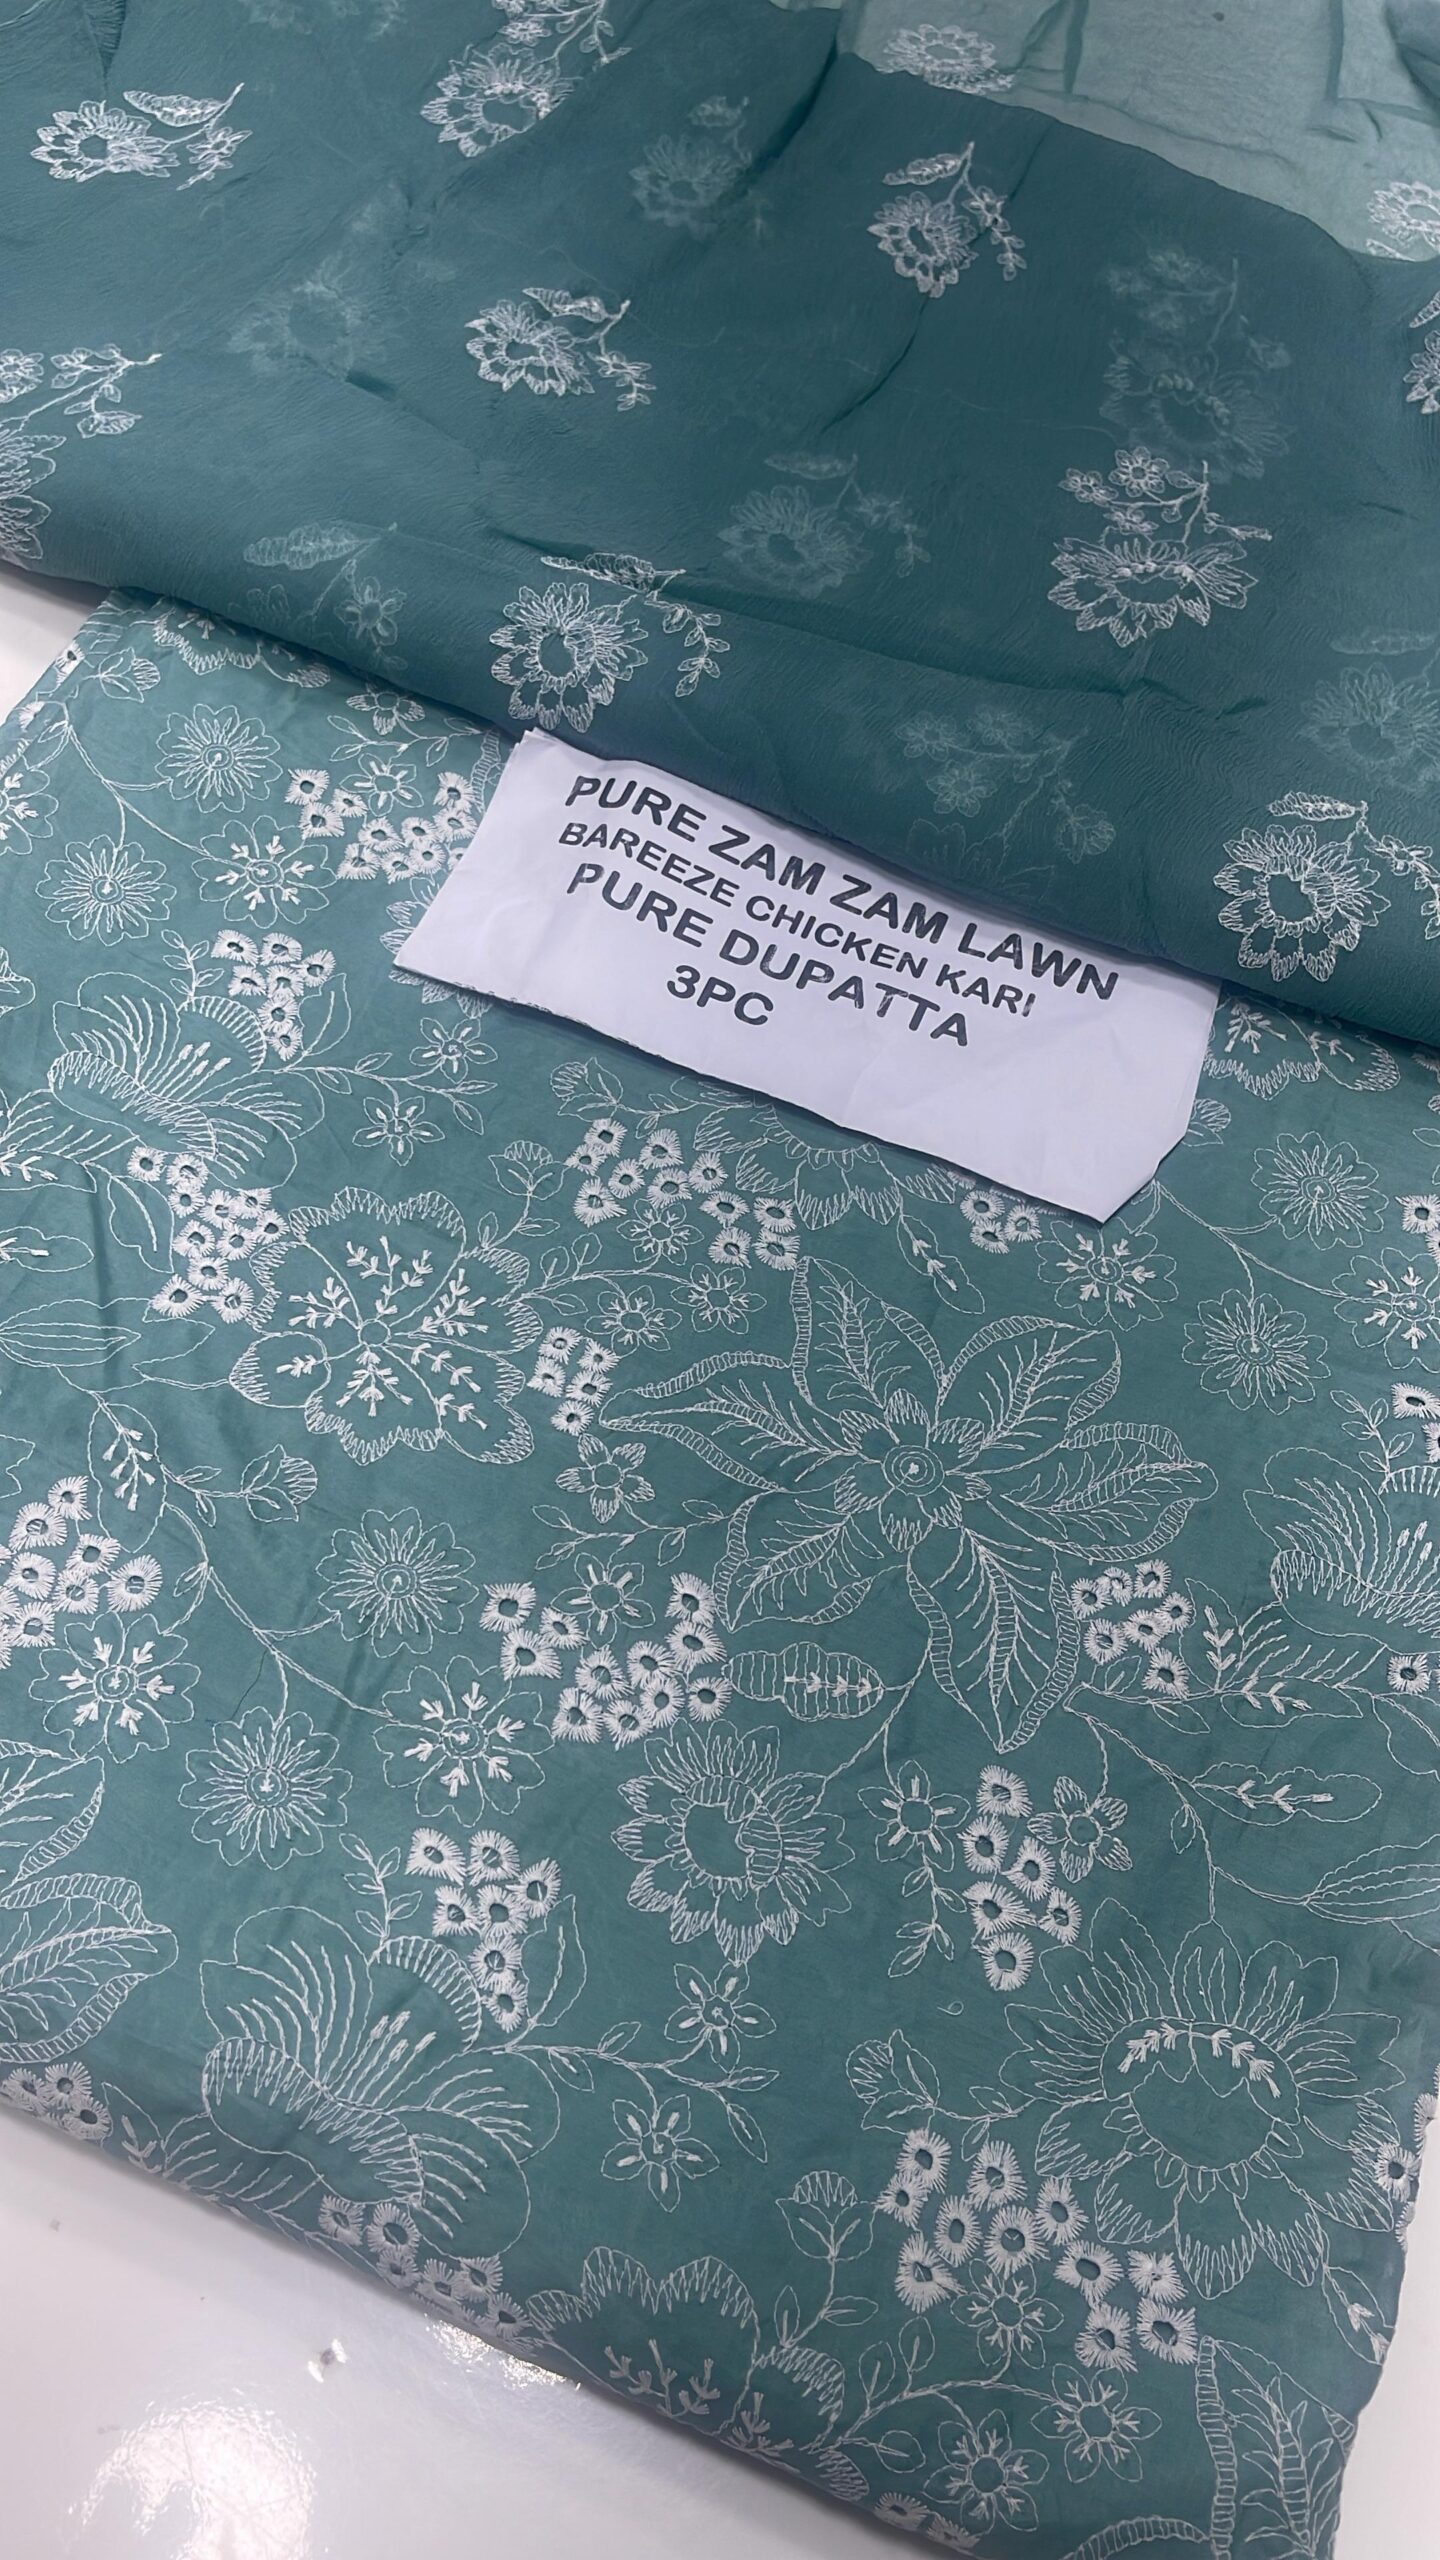 PURE ZAM ZAM LAWN
BAREEZE CHICKEN KARI
PURE DUPATTA
3PC